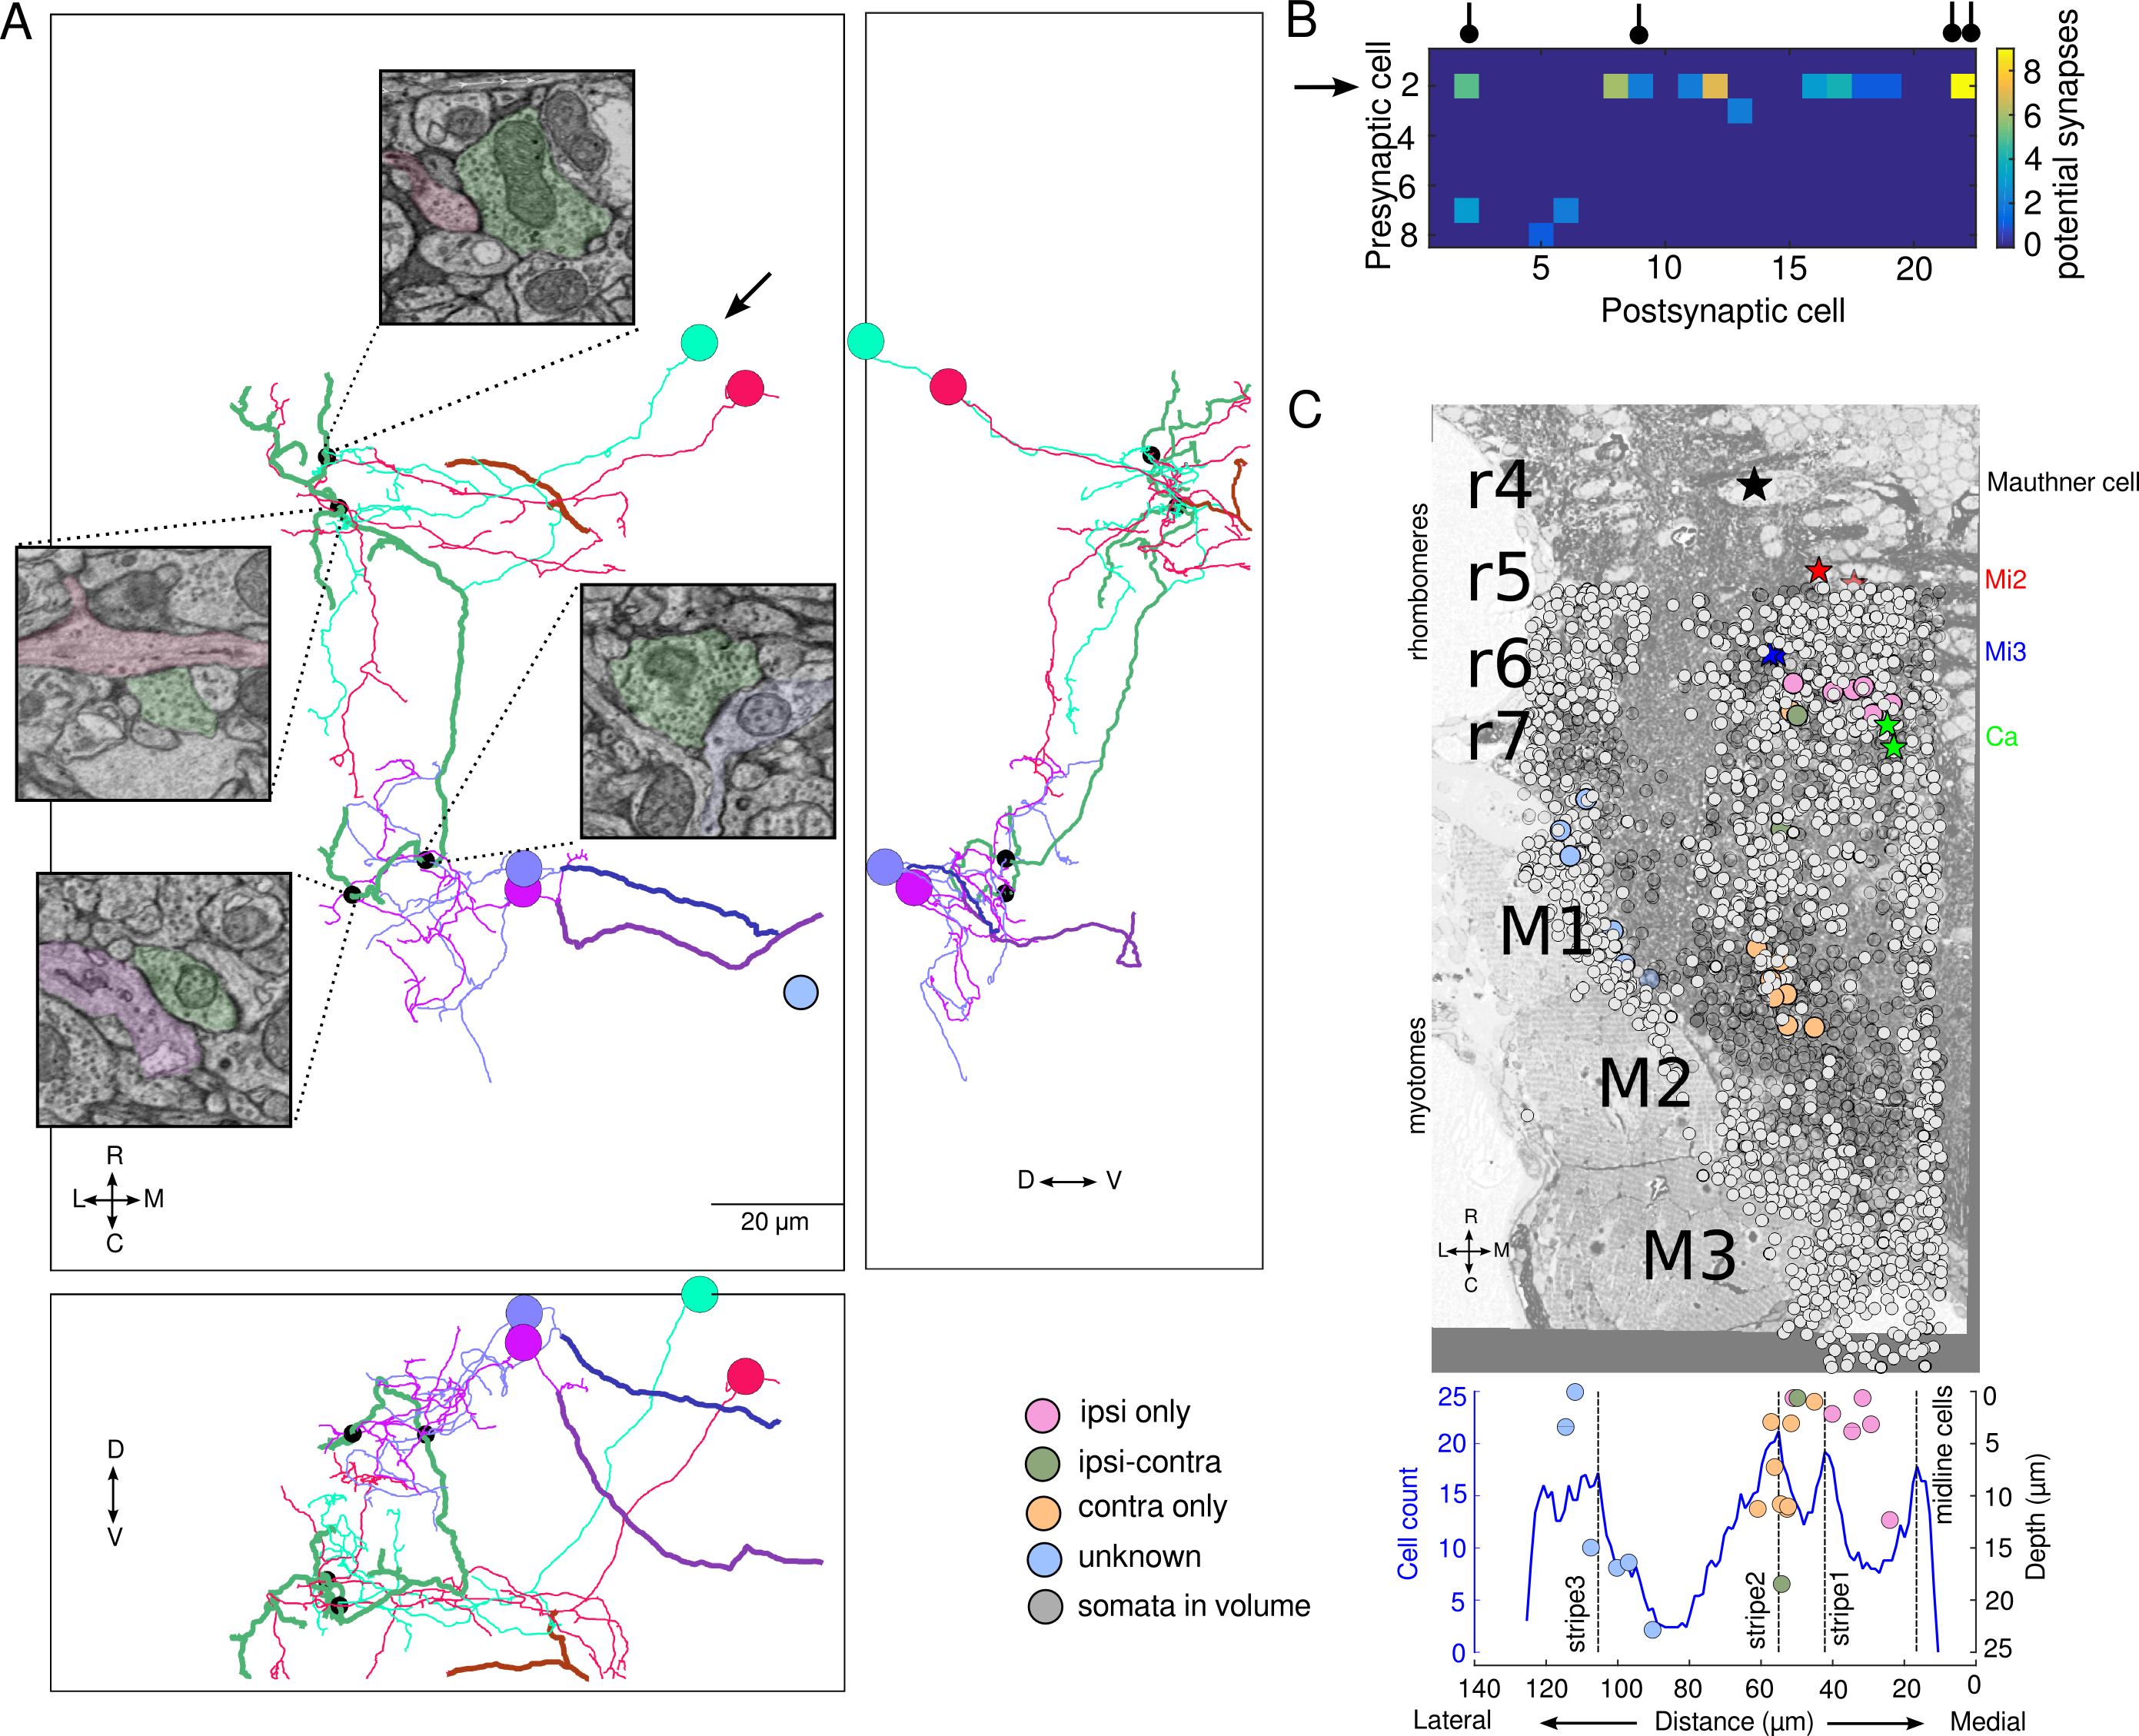 A
R
L M
C
20 µm
D V
D
V
ipsi only
ipsi-contra
contra only
unknown
somata in volume
B
Presynaptic cell
2
4
6
8
5 10 15 20
Postsynaptic cell
8
6
4
2
0
potential synapses
C
rhombomeres
r4
r5
r6
r7
Mauthner cell
Mi2
Mi3
Ca
myotomes
M1
M2
M3
R
L M
C
Cell count
25
20
15
10
5
0
stripe3
stripe2
stripe1
midline cells
0
5
10
15
20
25
Depth (µm)
140 120 100 80 60 40 20 0
Lateral Distance (µm) Medial